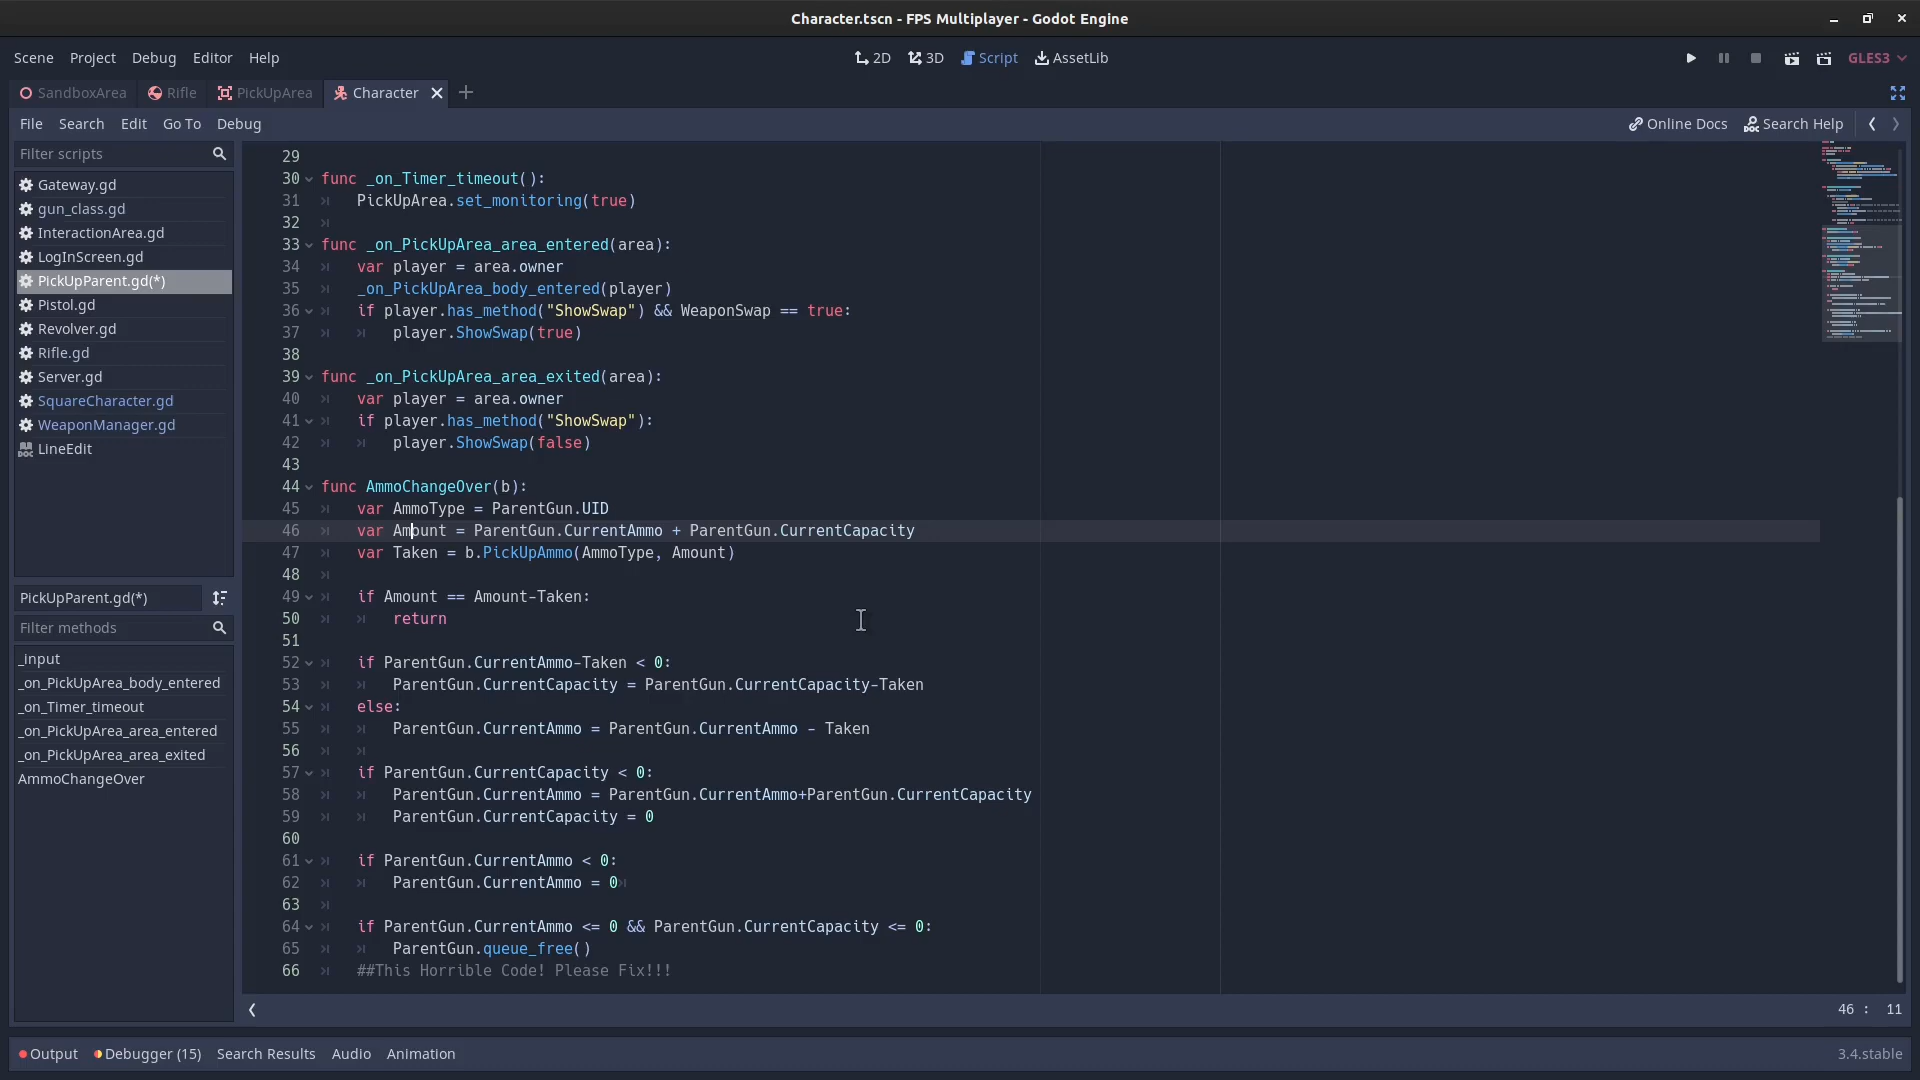 Character.tscn - FPS Multiplayer - Godot Engine
Scene Project Debug Editor Help
2D 3D Script AssetLib
GLES3
SandboxArea Rifle PickUpArea Character
File Search Edit Go To Debug
Online Docs Search Help
Filter scripts
Gateway.gd
gun_class.gd
InteractionArea.gd
LogInScreen.gd
PickUpParent.gd(*)
Pistol.gd
Revolver.gd
Rifle.gd
Server.gd
SquareCharacter.gd
WeaponManager.gd
LineEdit
PickUpParent.gd(*)
Filter methods
_input
_on_PickUpArea_body_entered
_on_Timer_timeout
_on_PickUpArea_area_entered
_on_PickUpArea_area_exited
AmmoChangeOver
29
30 func _on_Timer_timeout():
31 PickUpArea.set_monitoring(true)
32
33 func _on_PickUpArea_area_entered(area):
34 var player = area.owner
35 _on_PickUpArea_body_entered(player)
36 if player.has_method("ShowSwap") && WeaponSwap == true:
37 player.ShowSwap(true)
38
39 func _on_PickUpArea_area_exited(area):
40 var player = area.owner
41 if player.has_method("ShowSwap"):
42 player.ShowSwap(false)
43
44 func AmmoChangeOver(b):
45 var AmmoType = ParentGun.UID
46 var Amount = ParentGun.CurrentAmmo + ParentGun.CurrentCapacity
47 var Taken = b.PickUpAmmo(AmmoType, Amount)
48
49 if Amount == Amount-Taken:
50 return
51
52 if ParentGun.CurrentAmmo-Taken < 0:
53 ParentGun.CurrentCapacity = ParentGun.CurrentCapacity-Taken
54 else:
55 ParentGun.CurrentAmmo = ParentGun.CurrentAmmo - Taken
56
57 if ParentGun.CurrentCapacity < 0:
58 ParentGun.CurrentAmmo = ParentGun.CurrentAmmo+ParentGun.CurrentCapacity
59 ParentGun.CurrentCapacity = 0
60
61 if ParentGun.CurrentAmmo < 0:
62 ParentGun.CurrentAmmo = 0
63
64 if ParentGun.CurrentAmmo <= 0 && ParentGun.CurrentCapacity <= 0:
65 ParentGun.queue_free()
66 ##This Horrible Code! Please Fix!!!
46 : 11
Output Debugger (15) Search Results Audio Animation
3.4.stable